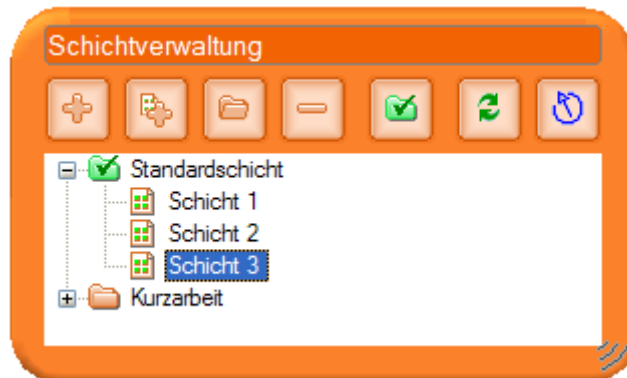 Schichtverwaltung
Standardschicht
Schicht 1
Schicht 2
Schicht 3
Kurzarbeit